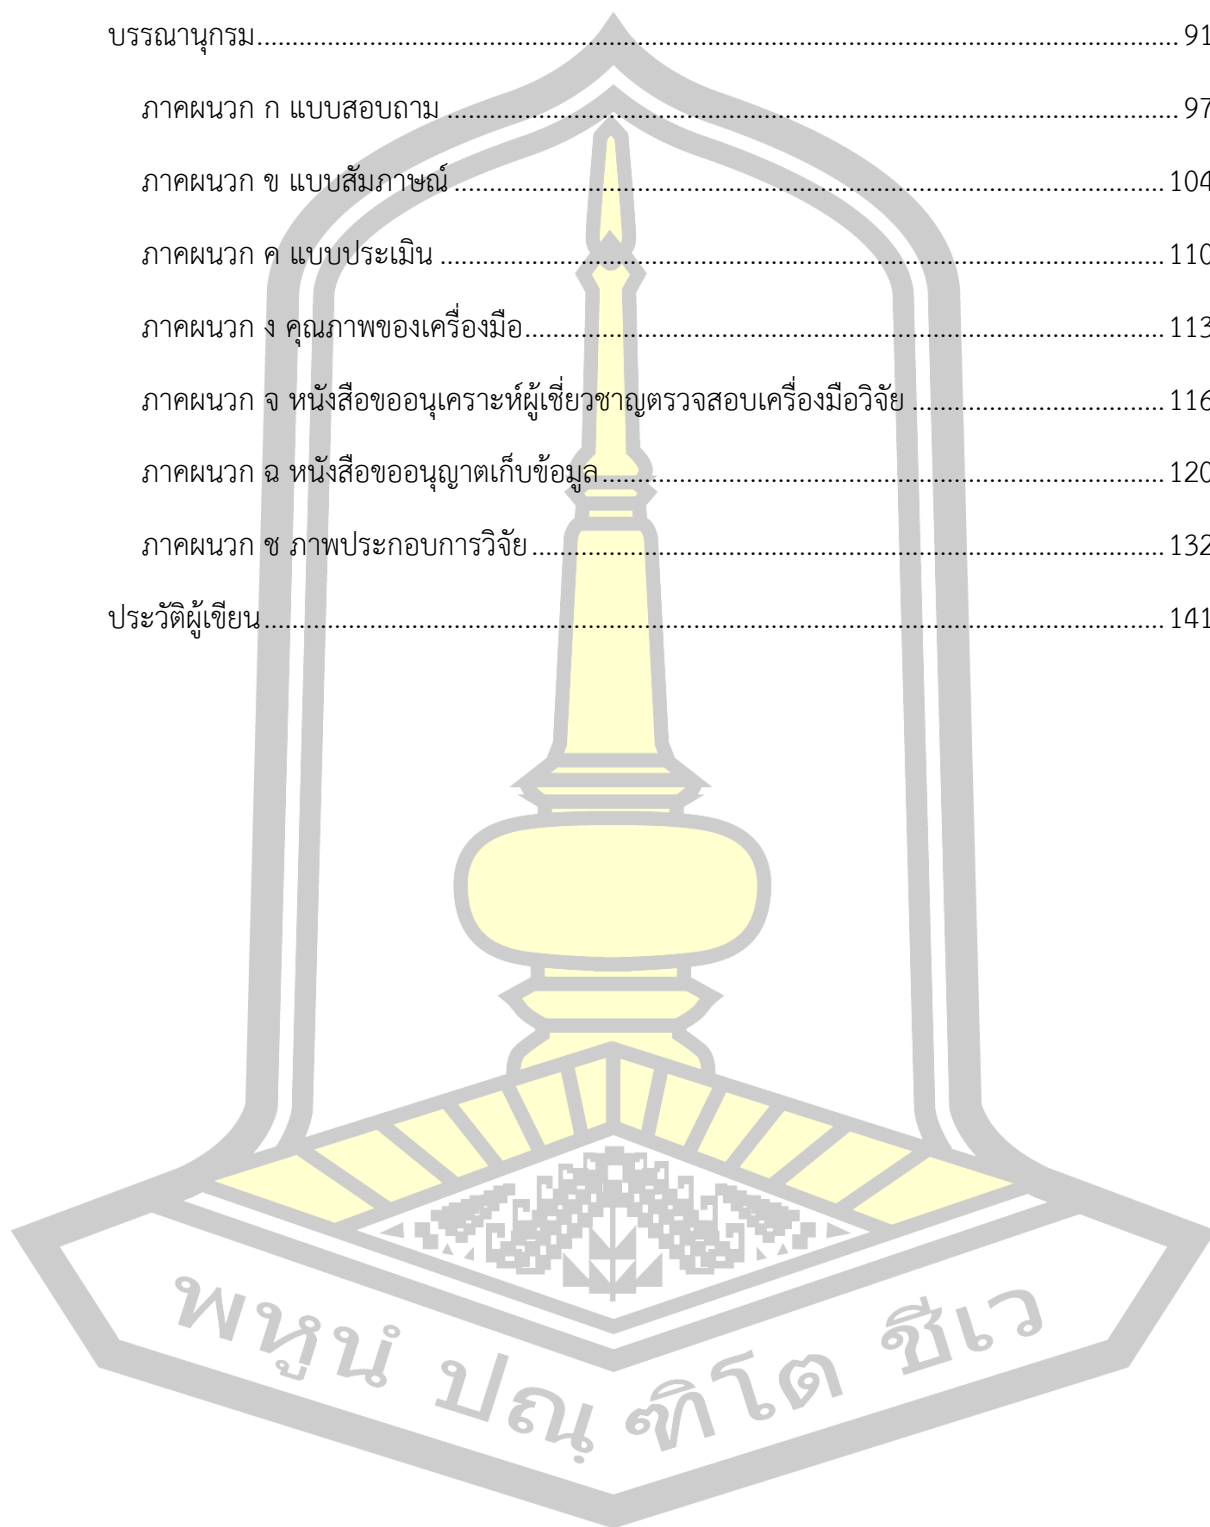 บรรณานุกรม.......................................................................................................................................91
ภาคผนวก ก แบบสอบถาม .........................................................................................................97
ภาคผนวก ข แบบสัมภาษณ์ ......................................................................................................104
ภาคผนวก ค แบบประเมิน ........................................................................................................110
ภาคผนวก ง คุณภาพของเครื่องมือ............................................................................................113
ภาคผนวก จ หนังสือขออนุเคราะห์ผู้เชี่ยวชาญตรวจสอบเครื่องมือวิจัย ....................................116
ภาคผนวก ฉ หนังสือขออนุญาตเก็บข้อมูล.................................................................................120
ภาคผนวก ช ภาพประกอบการวิจัย ...........................................................................................132
ประวัติผู้เขียน.................................................................................................................................141
พหูนํ ปณฺฑิโต ชีเว